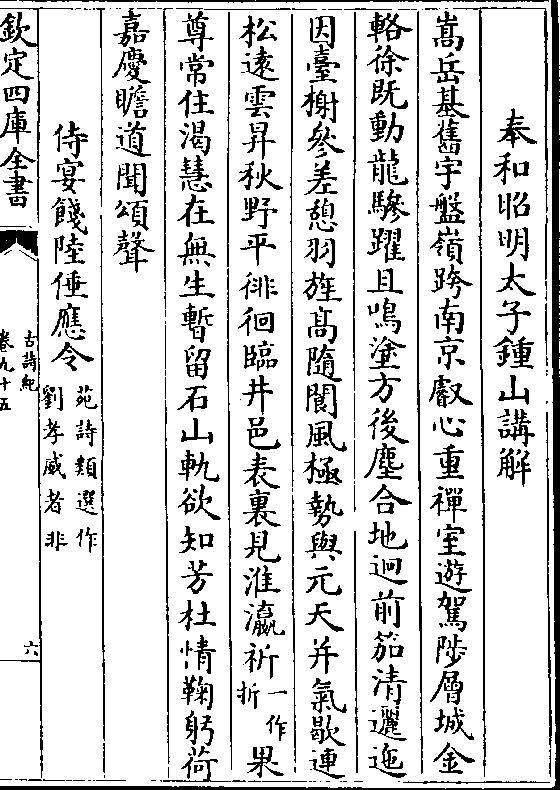 奉和昭明太子鍾山講解
嵩岳基舊宇盤嶺跨南京叡心重禪室遊駕陟層城金
輅徐既動龍驂躍且鳴塗方後塵合地迥前笳清邐迤
因臺榭參差憩羽旌髙隨閬風極勢與元天并氣歇連
松逺雲昇秋野平徘徊臨井邑表裏見淮瀛祈一作折果
尊常住渴慧在無生暫留石山軌欲知芳杜情鞠躬荷
嘉慶瞻道聞頌聲
侍宴餞陸倕應令苑詩類選作劉孝威者非
欽定四庫全書
古詩紀
卷九十五
六